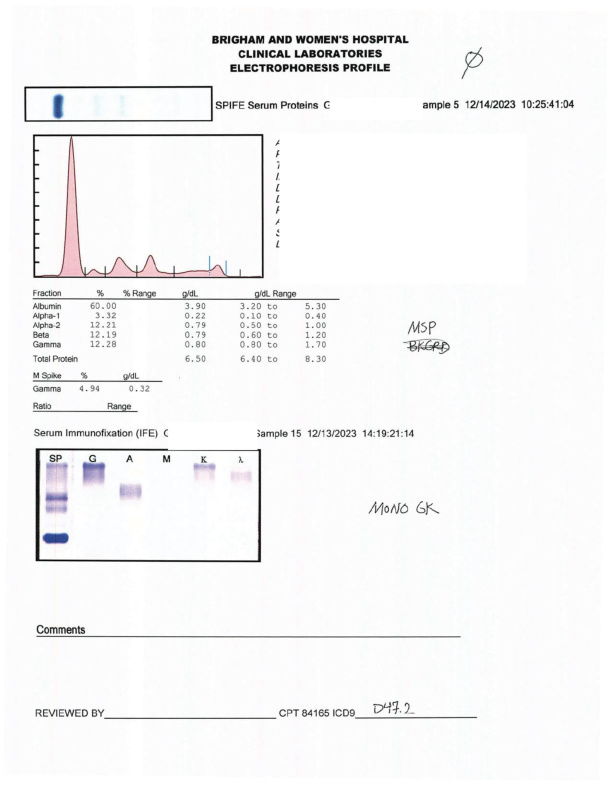 BRIGHAM AND WOMEN'S HOSPITAL
CLINICAL LABORATORIES
ELECTROPHORESIS PROFILE
SPIFE Serum Proteins G ample 5 12/14/2023 10:25:41:04
Fraction % % Range g/dL g/dL Range
Albumin 60.00 3.90 3.20 to 5.30
Alpha-1 3.32 0.22 0.10 to 0.40
Alpha-2 12.21 0.79 0.50 to 1.00
Beta 12.19 0.79 0.60 to 1.20
Gamma 12.28 0.80 0.80 to 1.70
MSP
BKGRD
Total Protein 6.50 6.40 to 8.30
M Spike % g/dL
Gamma 4.94 0.32
Ratio Range
Serum Immunofixation (IFE) Sample 15 12/13/2023 14:19:21:14
SP G A M K λ
MONO GK
Comments
REVIEWED BY CPT 84165 ICD9 D47.2